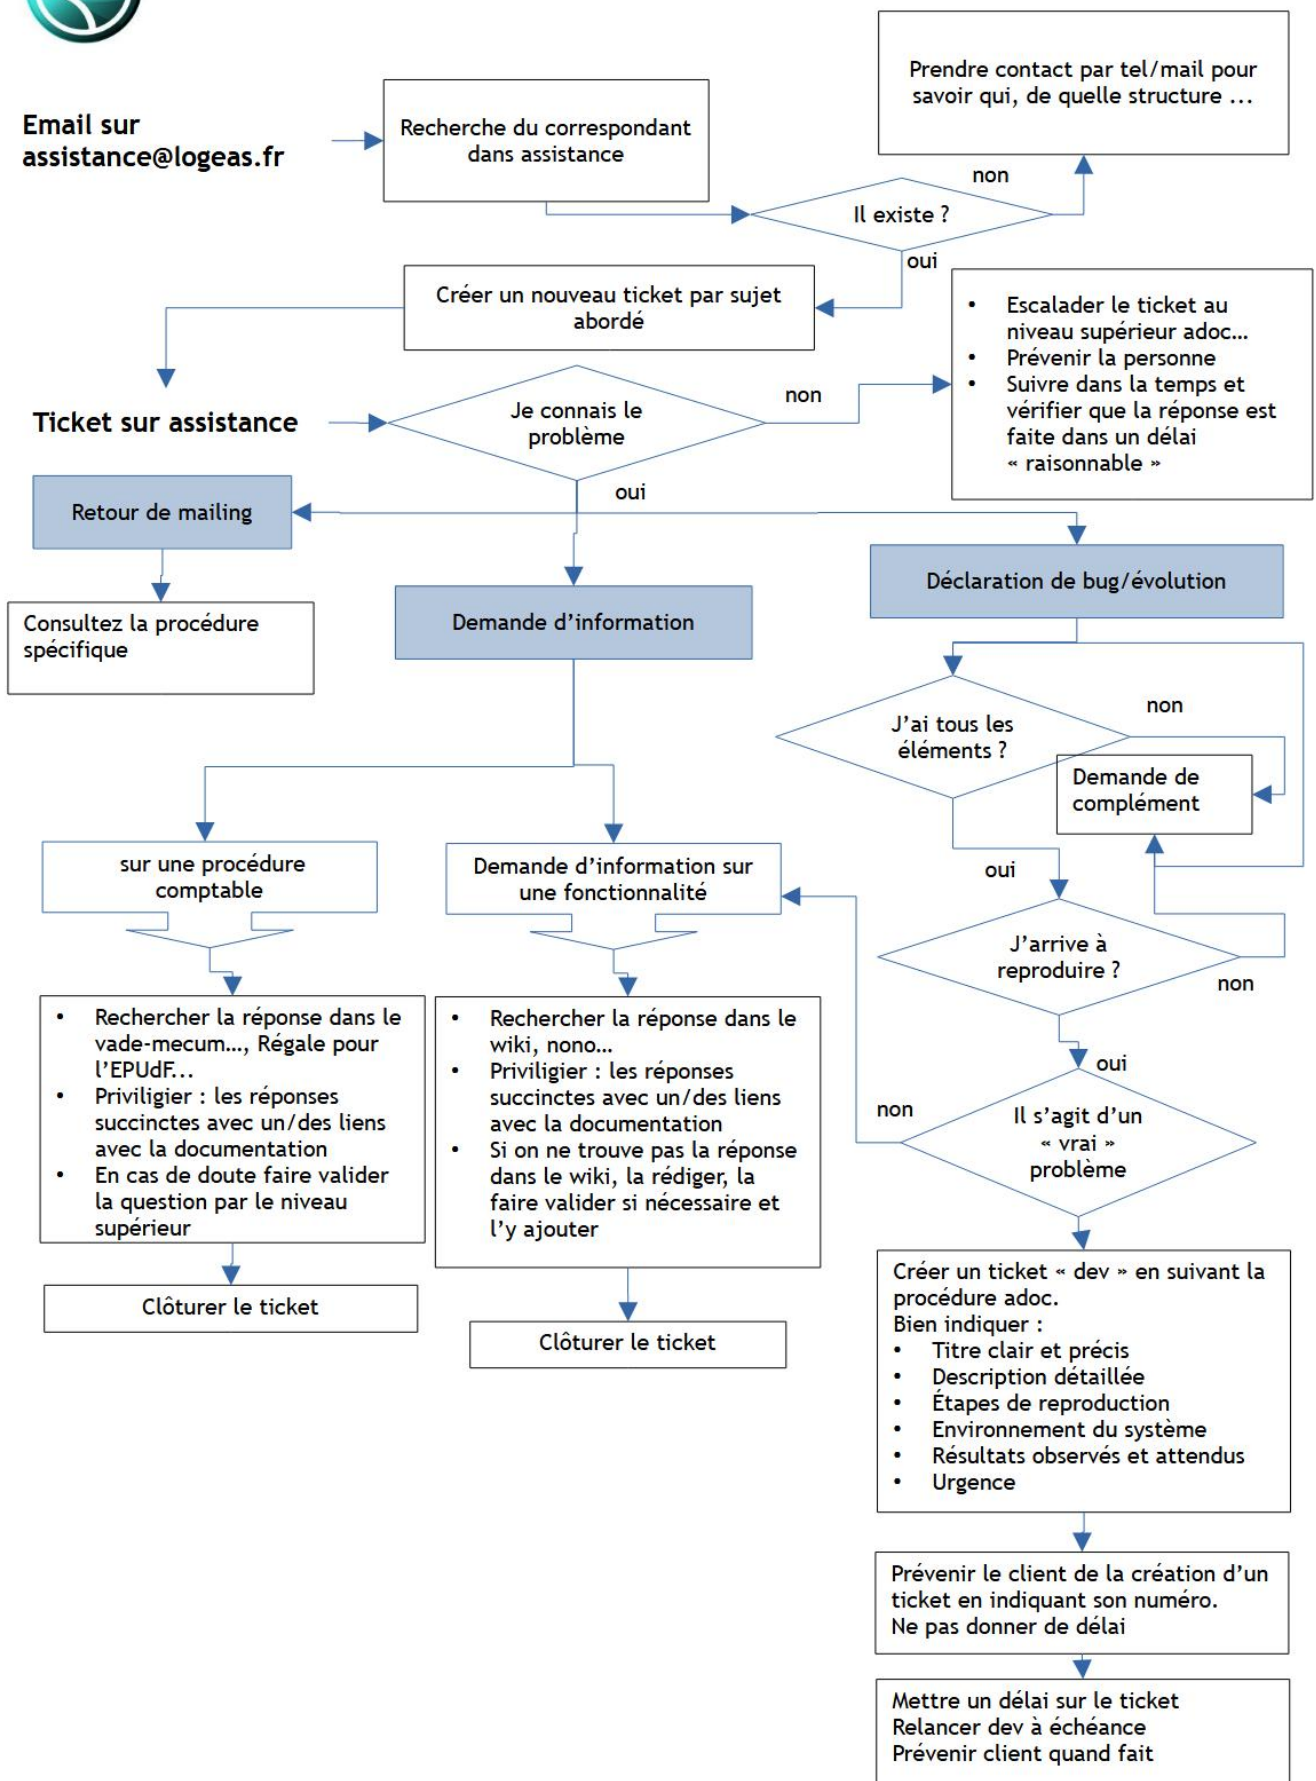 Prendre contact par tel/mail pour
savoir qui, de quelle structure ...
Email sur
assistance@logeas.fr
Recherche du correspondant
dans assistance
non
Il existe ?
oui
Créer un nouveau ticket par sujet
abordé
• Escalader le ticket au
niveau supérieur adoc…
• Prévenir la personne
• Suivre dans la temps et
vérifier que la réponse est
faite dans un délai
« raisonnable »
Ticket sur assistance
Je connais le
problème
non
oui
Retour de mailing
Consultez la procédure
spécifique
Demande d’information
Déclaration de bug/évolution
J’ai tous les
éléments ?
non
Demande de
complément
oui
sur une procédure
comptable
Demande d’information sur
une fonctionnalité
J’arrive à
reproduire ?
non
oui
• Rechercher la réponse dans le
vade-mecum…, Régale pour
l’EPUdF...
• Priviligier : les réponses
succinctes avec un/des liens
avec la documentation
• En cas de doute faire valider
la question par le niveau
supérieur
Clôturer le ticket
• Rechercher la réponse dans le
wiki, nono…
• Priviligier : les réponses
succinctes avec un/des liens
avec la documentation
• Si on ne trouve pas la réponse
dans le wiki, la rédiger, la
faire valider si nécessaire et
l’y ajouter
Clôturer le ticket
non
Il s’agit d’un
« vrai »
problème
Créer un ticket « dev » en suivant la
procédure adoc.
Bien indiquer :
• Titre clair et précis
• Description détaillée
• Étapes de reproduction
• Environnement du système
• Résultats observés et attendus
• Urgence
Prévenir le client de la création d’un
ticket en indiquant son numéro.
Ne pas donner de délai
Mettre un délai sur le ticket
Relancer dev à échéance
Prévenir client quand fait